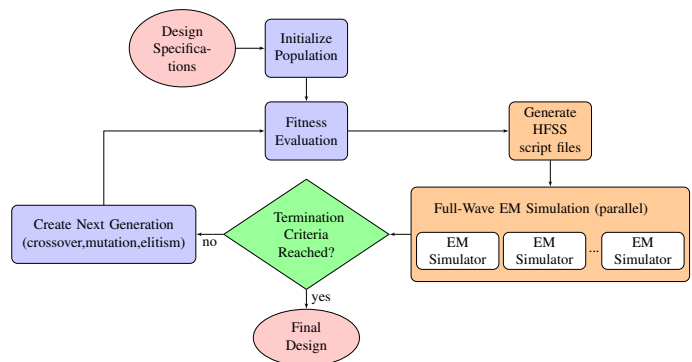 Design
Specifica-
tions
Initialize
Population
Fitness
Evaluation
Generate
HFSS
script files
Full-Wave EM Simulation (parallel)
EM
Simulator
EM
Simulator
...
EM
Simulator
Termination
Criteria
Reached?
no
Create Next Generation
(crossover,mutation,elitism)
yes
Final
Design